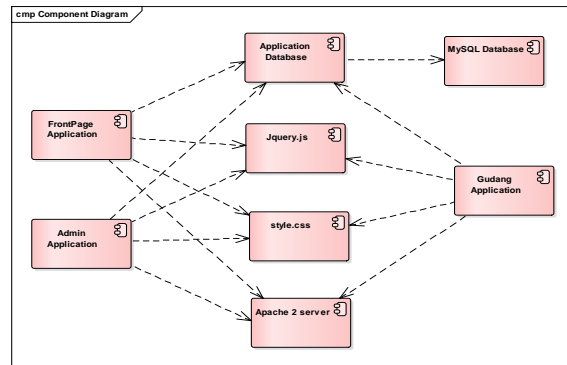 cmp Component Diagram
Application
Database
MySQL Database
FrontPage
Application
Jquery.js
Gudang
Application
Admin
Application
style.css
Apache 2 server